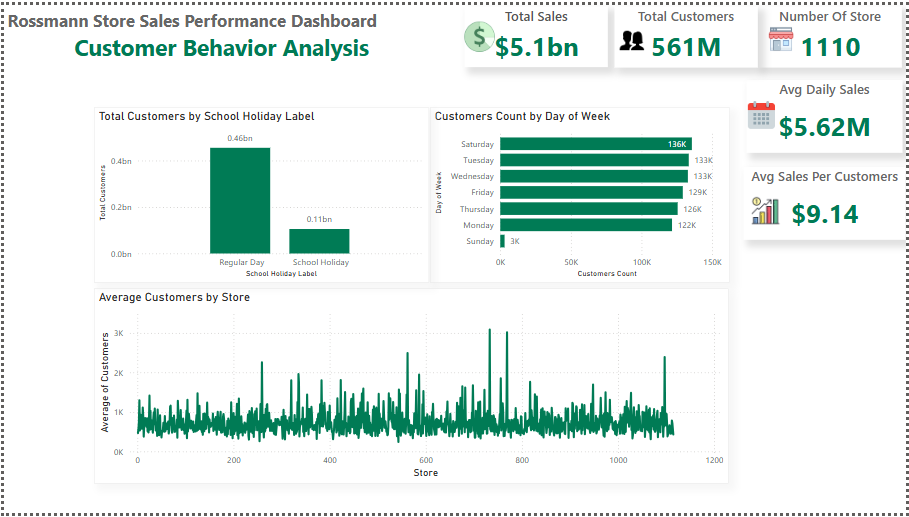 Rossmann Store Sales Performance Dashboard
Customer Behavior Analysis
Total Sales
$5.1bn
Total Customers
561M
Number Of Store
1110
Avg Daily Sales
$5.62M
Avg Sales Per Customers
$9.14
Total Customers by School Holiday Label
Total Customers
0.4bn
0.2bn
0.0bn
0.46bn
0.11bn
Regular Day
School Holiday
School Holiday Label
Customers Count by Day of Week
Day of Week
Saturday 136K
Tuesday 133K
Wednesday 133K
Friday 129K
Thursday 126K
Monday 122K
Sunday 3K
0K 50K 100K 150K
Customers Count
Average Customers by Store
Average of Customers
3K
2K
1K
0K
0 200 400 600 800 1000 1200
Store